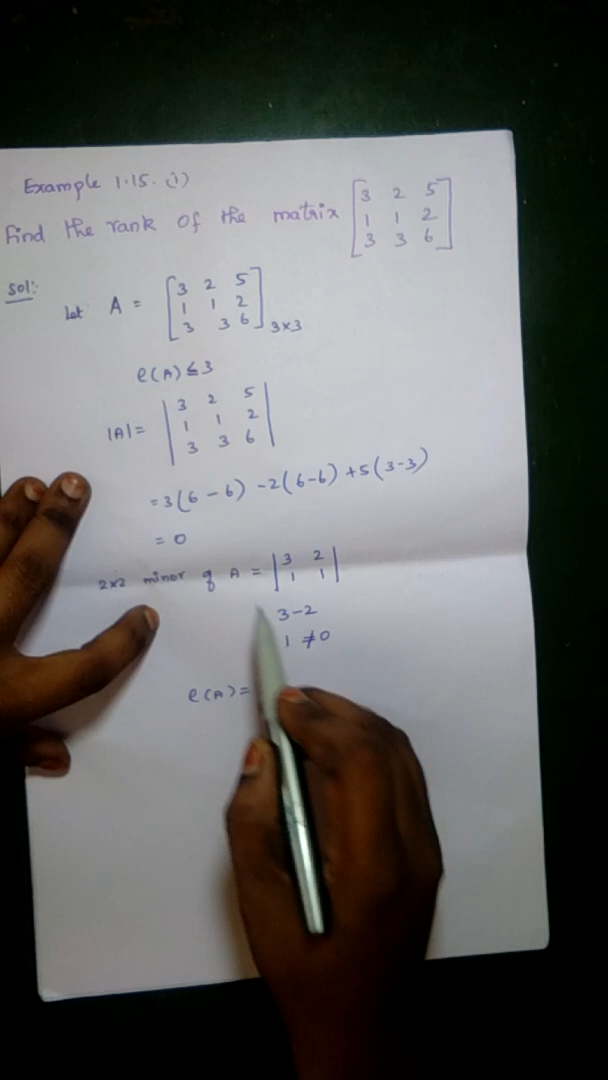 Example 1.15. (i)
Find the rank of the matrix [3 2 5
1 1 2
3 3 6]
Sol:
Let A = [3 2 5
1 1 2
3 3 6] 3×3
ρ(A) ≤ 3
|A| = |3 2 5
1 1 2
3 3 6|
= 3(6 - 6) - 2(6-6) + 5(3-3)
= 0
2×2 minor of A = |3 2
1 1|
3-2
1 ≠ 0
ρ(A) =